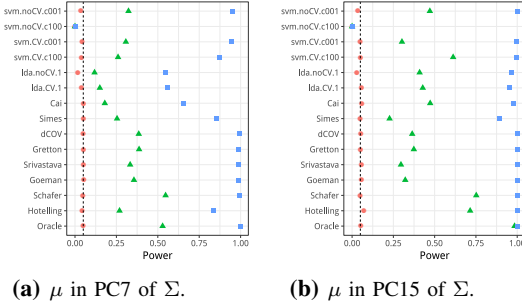 svm.noCV.c001
svm.noCV.c100
svm.CV.c001
svm.CV.c100
lda.noCV.1
lda.CV.1
Cai
Simes
dCOV
Gretton
Srivastava
Goeman
Schafer
Hotelling
Oracle
0.00 0.25 0.50 0.75 1.00
Power
(a) μ in PC7 of Σ.
svm.noCV.c001
svm.noCV.c100
svm.CV.c001
svm.CV.c100
lda.noCV.1
lda.CV.1
Cai
Simes
dCOV
Gretton
Srivastava
Goeman
Schafer
Hotelling
Oracle
0.00 0.25 0.50 0.75 1.00
Power
(b) μ in PC15 of Σ.